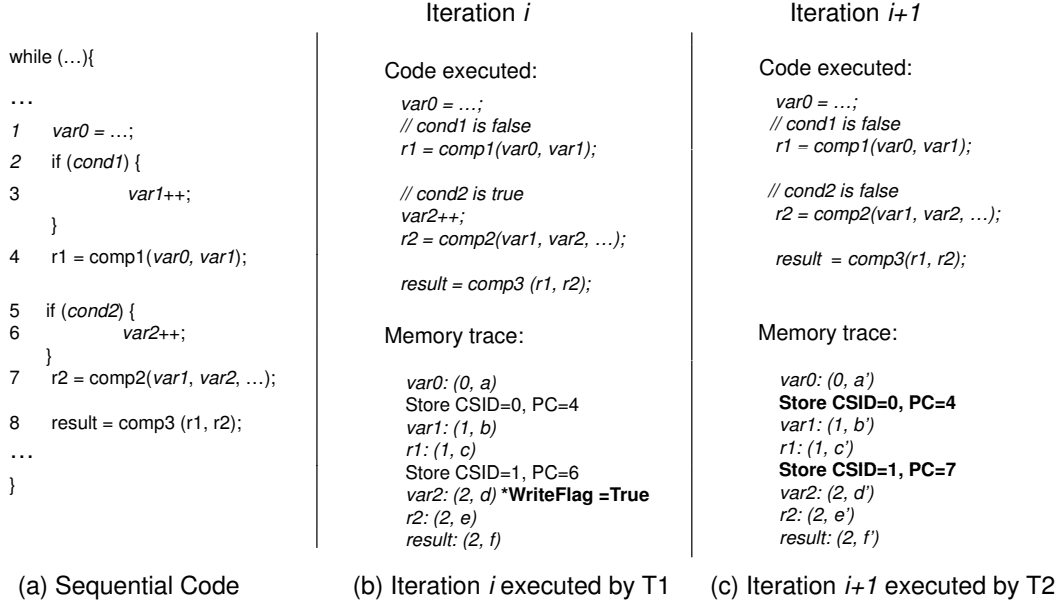 while (…){
…
1 var0 = …;
2 if (cond1) {
3 var1++;
}
4 r1 = comp1(var0, var1);
5 if (cond2) {
6 var2++;
}
7 r2 = comp2(var1, var2, …);
8 result = comp3 (r1, r2);
…
}
(a) Sequential Code
Iteration i
Code executed:
var0 = …;
// cond1 is false
r1 = comp1(var0, var1);
// cond2 is true
var2++;
r2 = comp2(var1, var2, …);
result = comp3 (r1, r2);
Memory trace:
var0: (0, a)
Store CSID=0, PC=4
var1: (1, b)
r1: (1, c)
Store CSID=1, PC=6
var2: (2, d) *WriteFlag =True
r2: (2, e)
result: (2, f)
(b) Iteration i executed by T1
Iteration i+1
Code executed:
var0 = …;
// cond1 is false
r1 = comp1(var0, var1);
// cond2 is false
r2 = comp2(var1, var2, …);
result = comp3(r1, r2);
Memory trace:
var0: (0, a’)
Store CSID=0, PC=4
var1: (1, b’)
r1: (1, c’)
Store CSID=1, PC=7
var2: (2, d’)
r2: (2, e’)
result: (2, f’)
(c) Iteration i+1 executed by T2